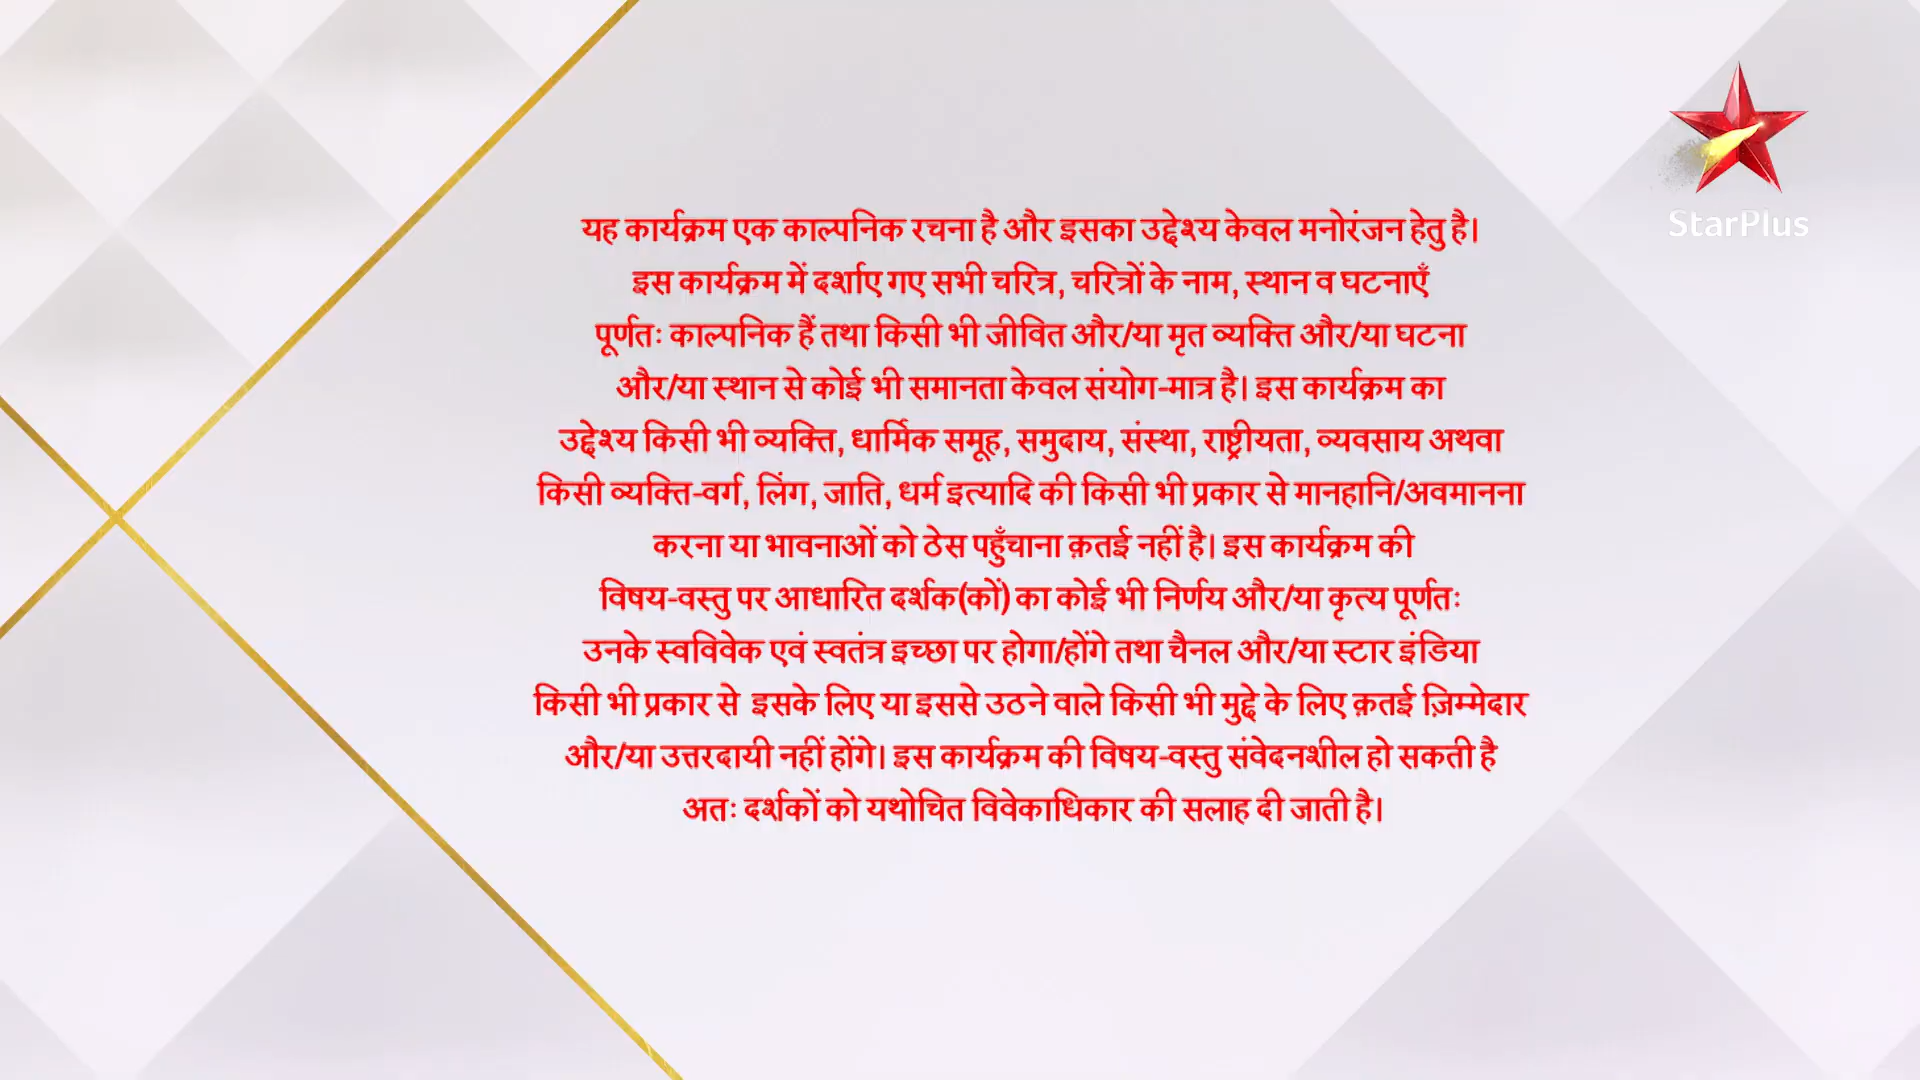 StarPlus
यह कार्यक्रम एक काल्पनिक रचना है और इसका उद्देश्य केवल मनोरंजन हेतु है।
इस कार्यक्रम में दर्शाए गए सभी चरित्र, चरित्रों के नाम, स्थान व घटनाएँ
पूर्णतः काल्पनिक हैं तथा किसी भी जीवित और/या मृत व्यक्ति और/या घटना
और/या स्थान से कोई भी समानता केवल संयोग-मात्र है। इस कार्यक्रम का
उद्देश्य किसी भी व्यक्ति, धार्मिक समूह, समुदाय, संस्था, राष्ट्रीयता, व्यवसाय अथवा
किसी व्यक्ति-वर्ग, लिंग, जाति, धर्म इत्यादि की किसी भी प्रकार से मानहानि/अवमानना
करना या भावनाओं को ठेस पहुँचाना क़तई नहीं है। इस कार्यक्रम की
विषय-वस्तु पर आधारित दर्शक(कों) का कोई भी निर्णय और/या कृत्य पूर्णतः
उनके स्वविवेक एवं स्वतंत्र इच्छा पर होगा/होंगे तथा चैनल और/या स्टार इंडिया
किसी भी प्रकार से इसके लिए या इससे उठने वाले किसी भी मुद्दे के लिए क़तई ज़िम्मेदार
और/या उत्तरदायी नहीं होंगे। इस कार्यक्रम की विषय-वस्तु संवेदनशील हो सकती है
अतः दर्शकों को यथोचित विवेकाधिकार की सलाह दी जाती है।